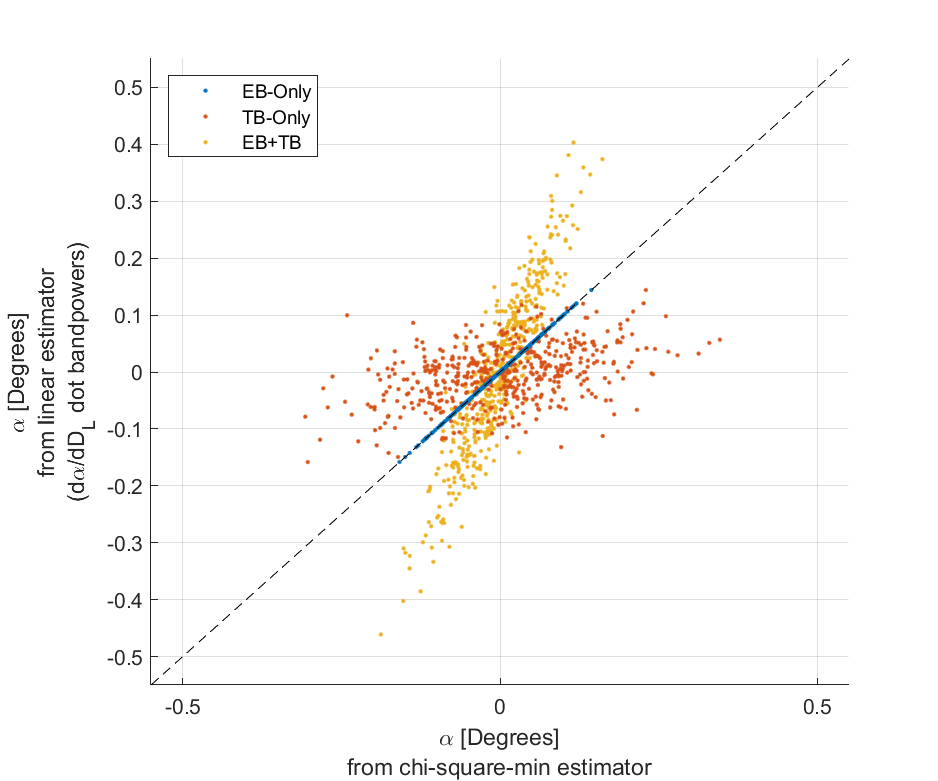 EB-Only
TB-Only
EB+TB
0.5
0.4
0.3
0.2
0.1
0
-0.1
-0.2
-0.3
-0.4
-0.5
-0.5
0
0.5
α [Degrees]
from linear estimator
(dα/dD_L dot bandpowers)
α [Degrees]
from chi-square-min estimator